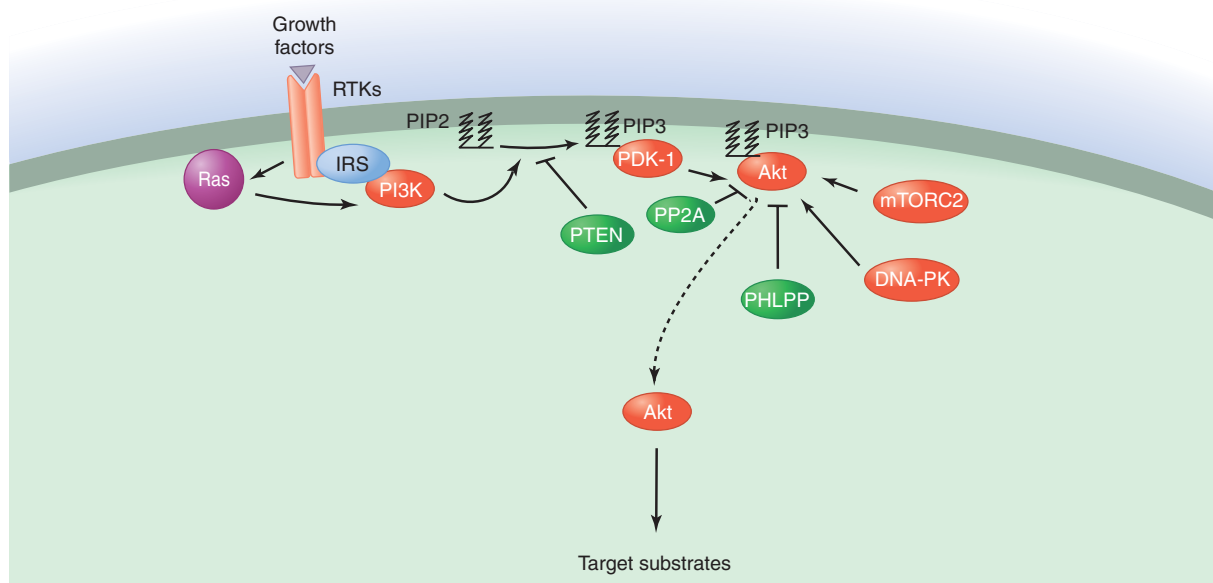 Growth
factors
RTKs
PIP2
PIP3
PIP3
Ras
IRS
PI3K
PDK-1
Akt
mTORC2
PP2A
PTEN
DNA-PK
PHLPP
Akt
Target substrates